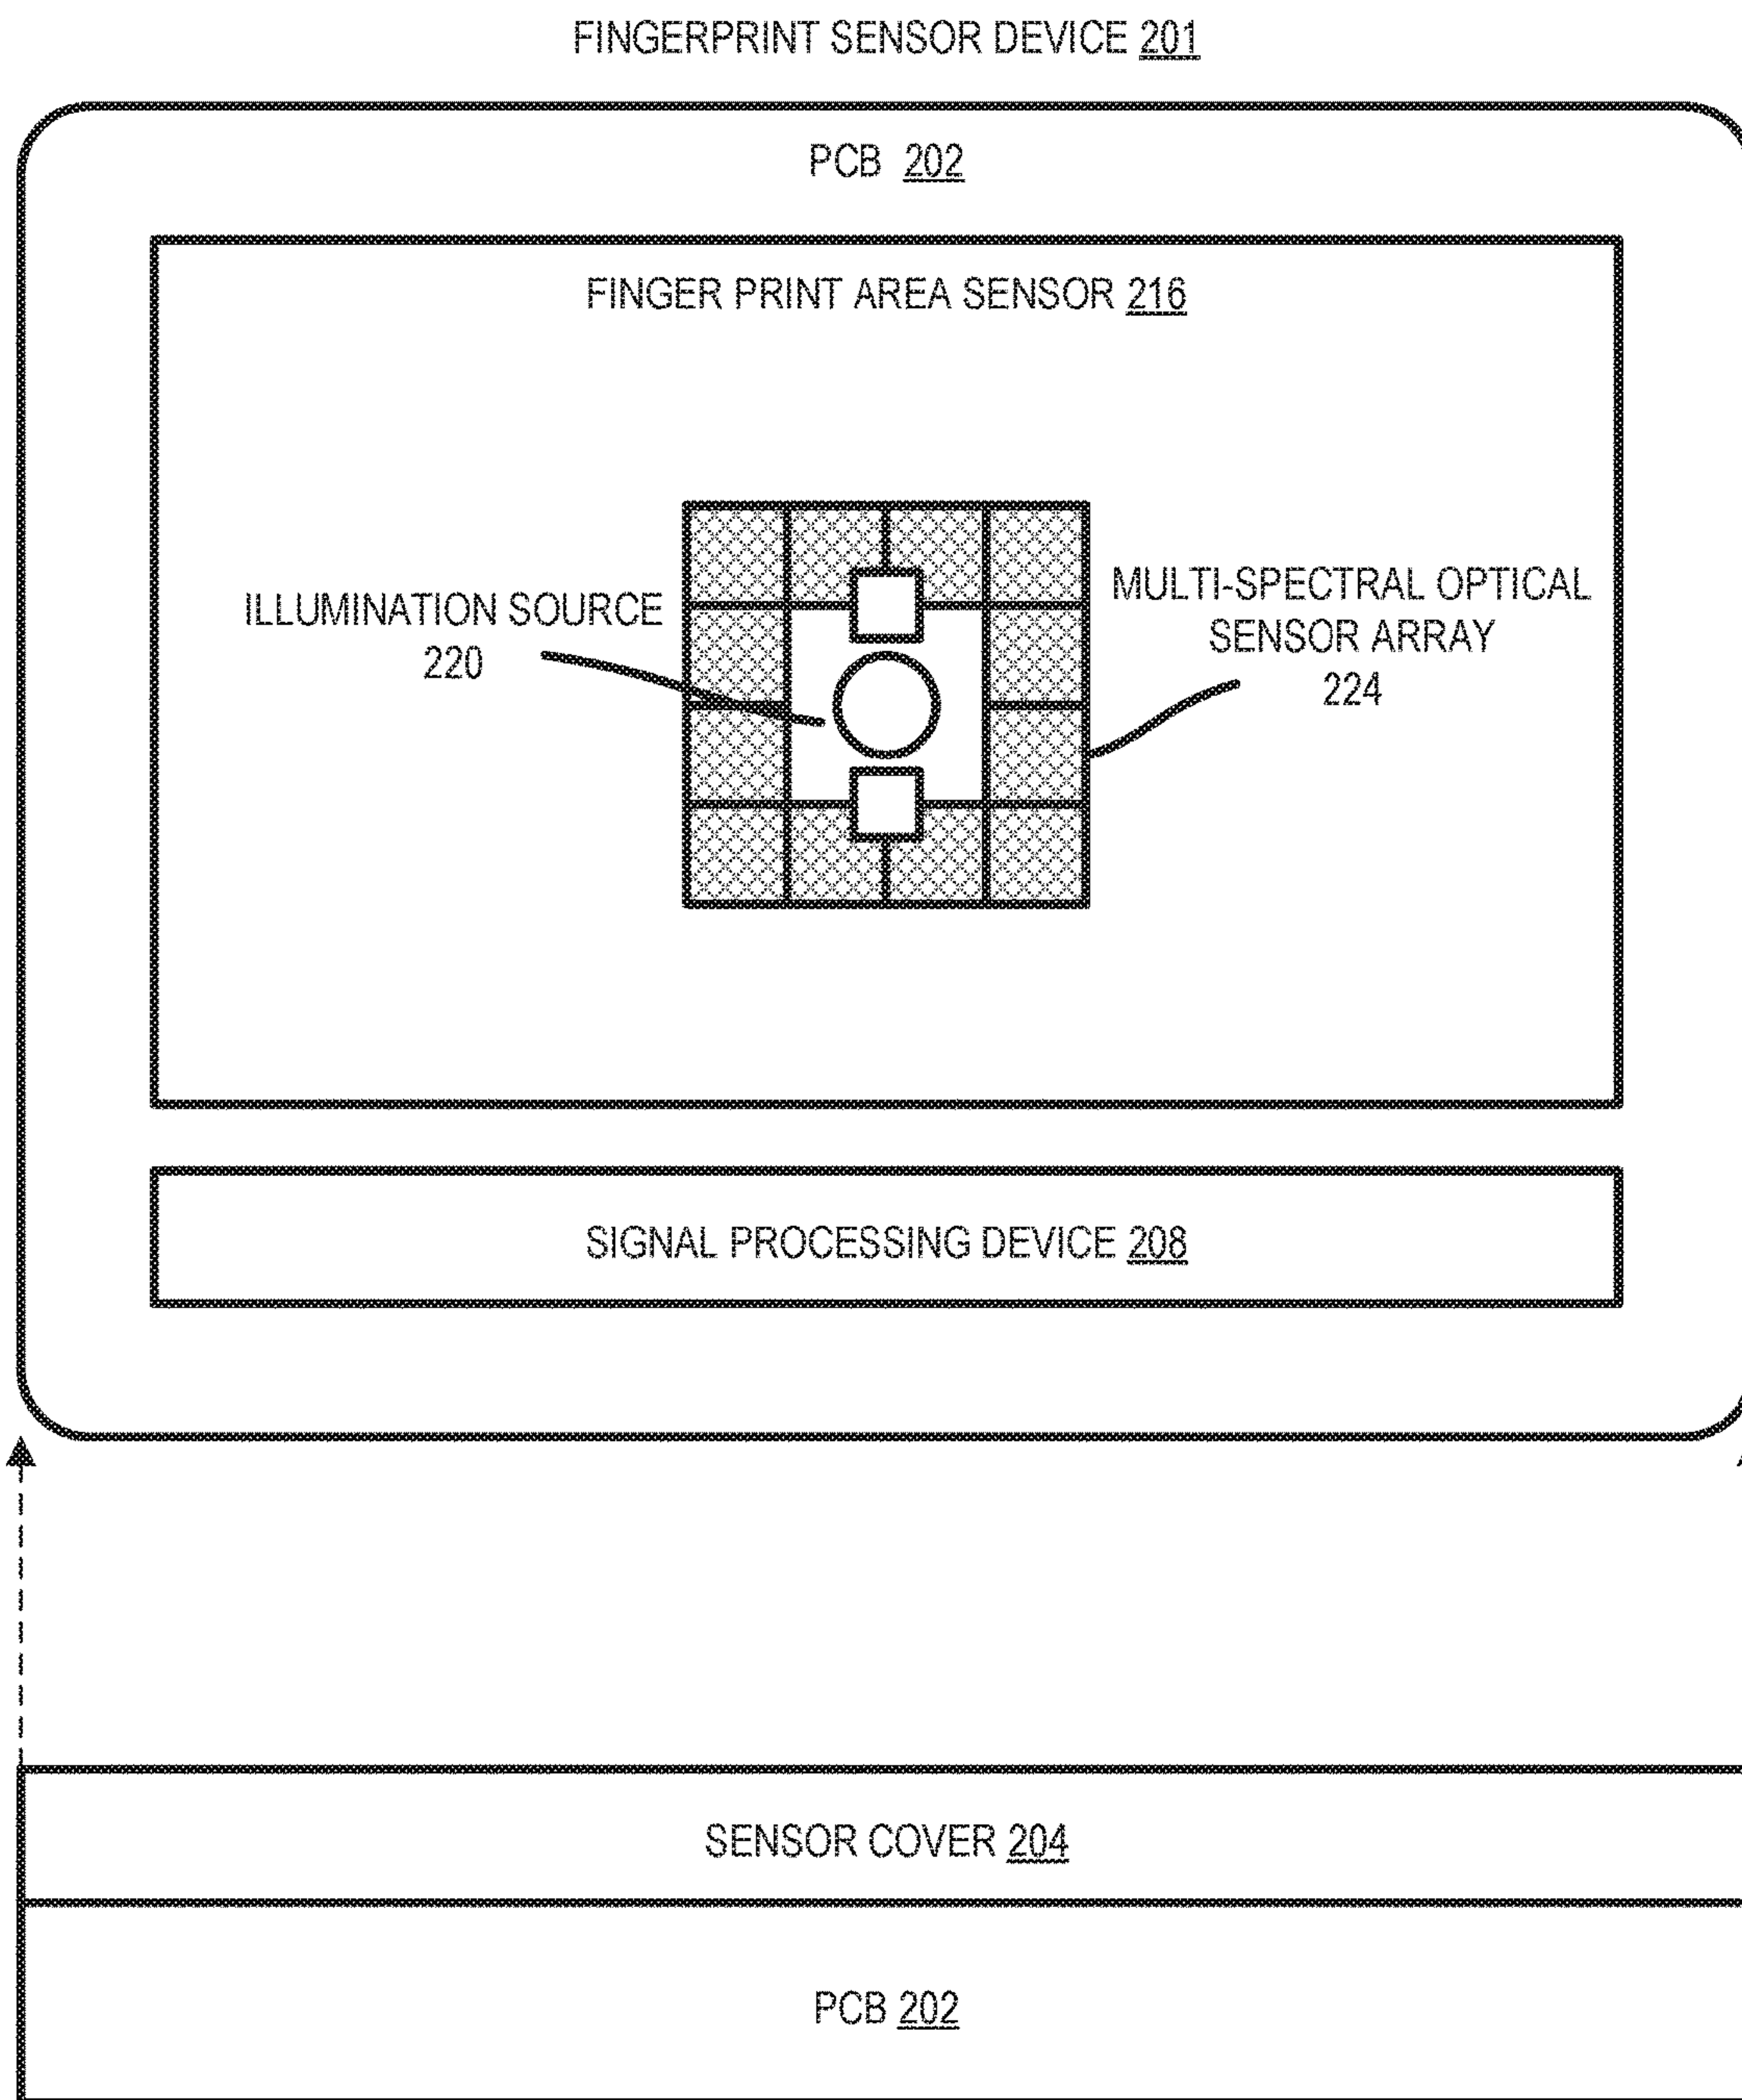 FINGERPRINT SENSOR DEVICE 201
PCB 202
FINGER PRINT AREA SENSOR 216
ILLUMINATION SOURCE
220
MULTI-SPECTRAL OPTICAL
SENSOR ARRAY
224
SIGNAL PROCESSING DEVICE 208
SENSOR COVER 204
PCB 202